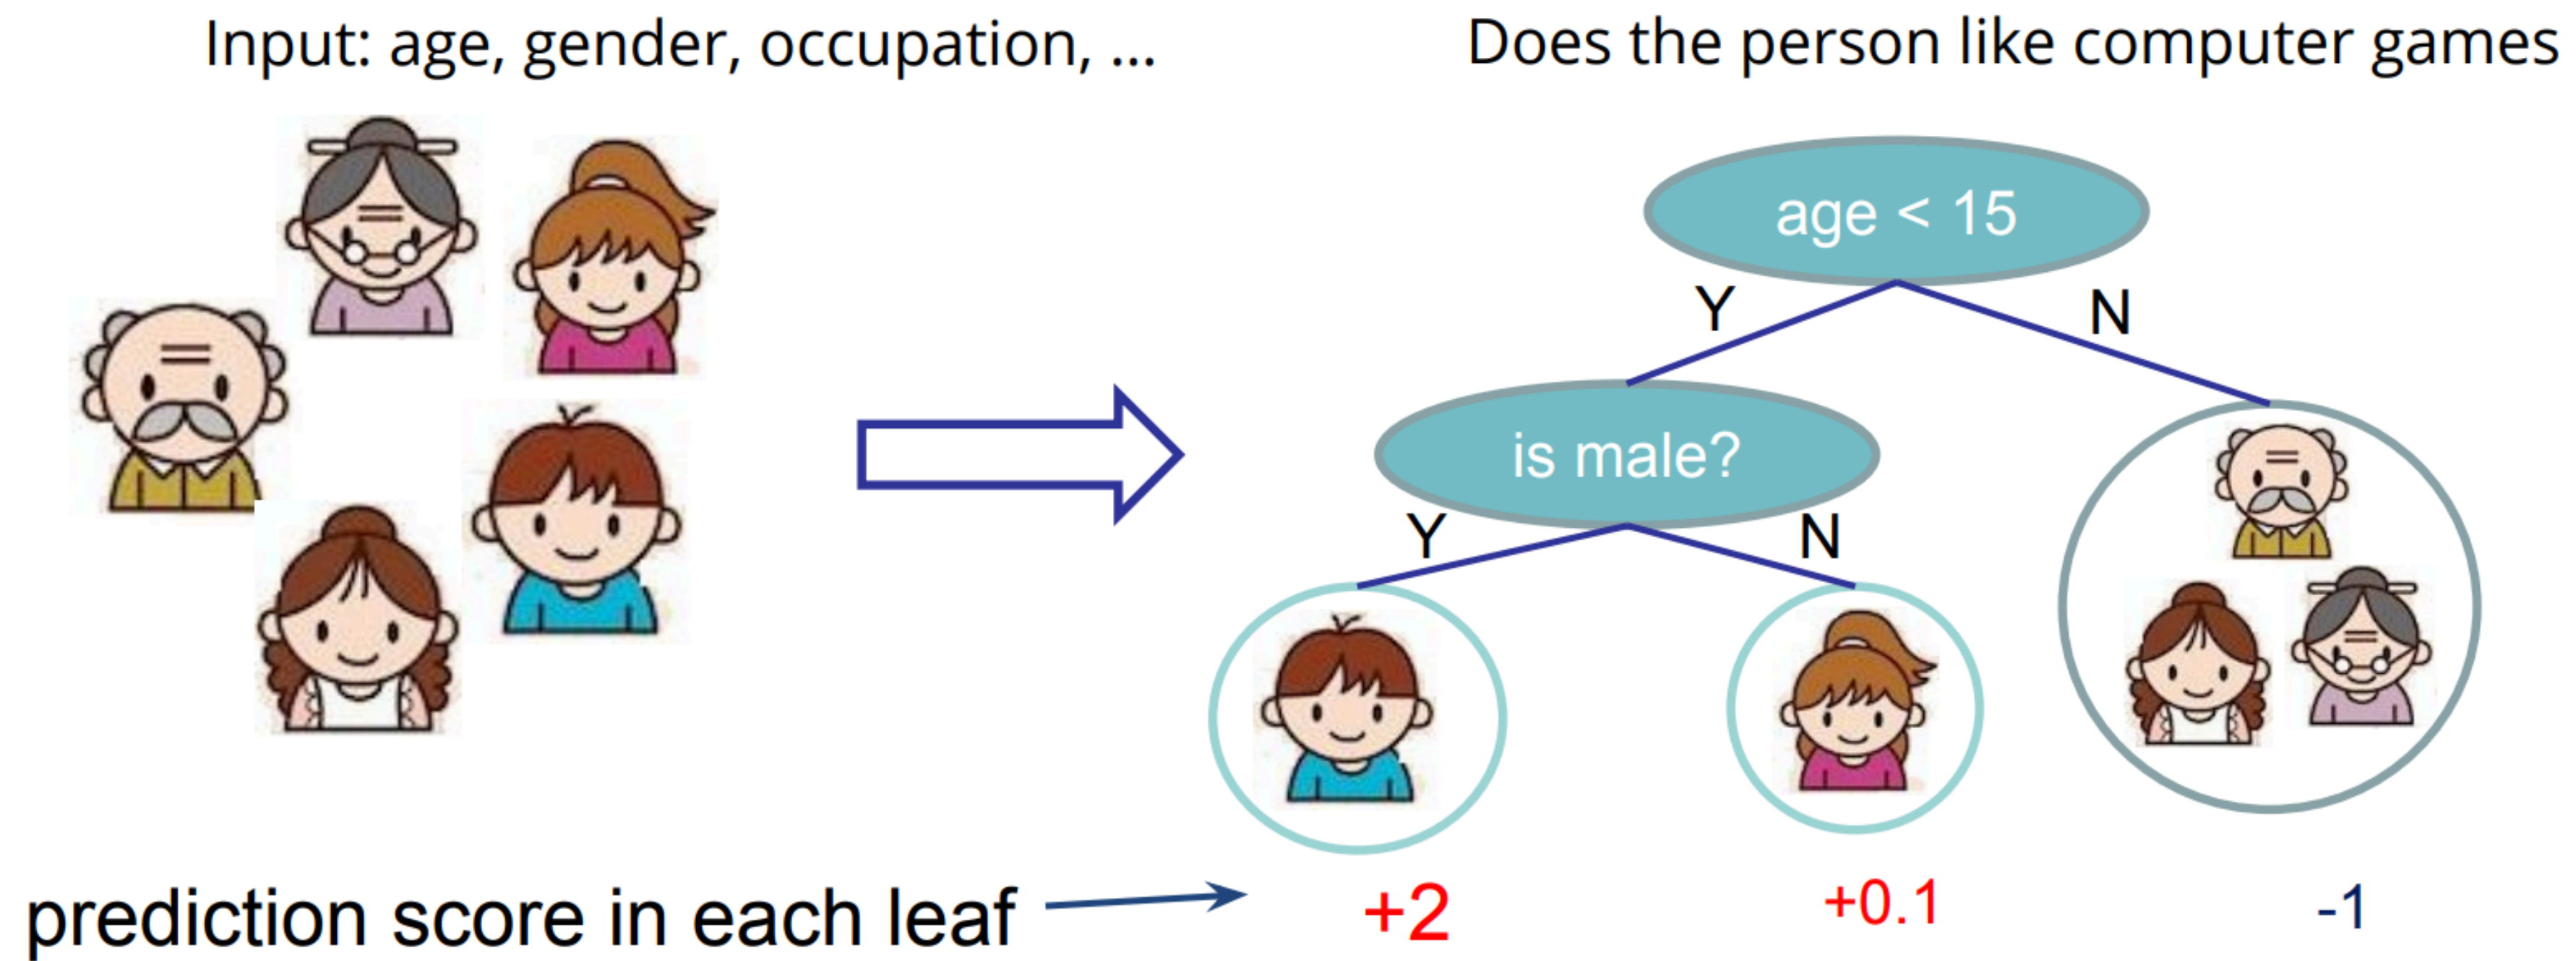 Input: age, gender, occupation, ...
Does the person like computer games
age < 15
Y
N
is male?
Y
N
prediction score in each leaf
+2
+0.1
-1